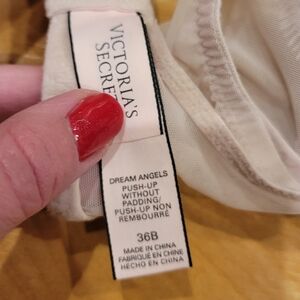 VICTORIA'S
SECRET
DREAM ANGELS
PUSH-UP
WITHOUT
PADDING/
PUSH-UP NON
REMBOURRÉ
36B
MADE IN CHINA
FABRIQUÉ EN CHINE
HECHO EN CHINA